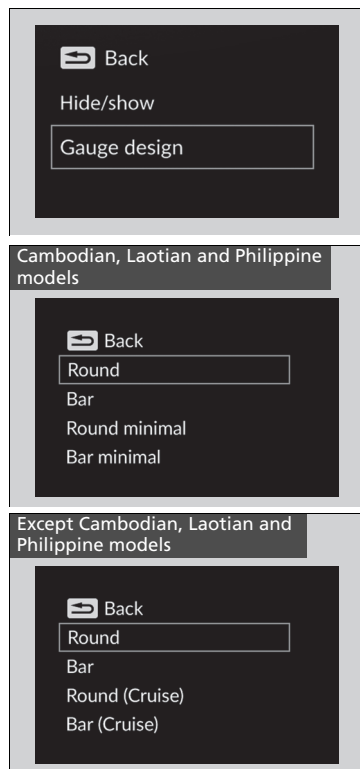 Back
Hide/show
Gauge design
Cambodian, Laotian and Philippine
models
Back
Round
Bar
Round minimal
Bar minimal
Except Cambodian, Laotian and
Philippine models
Back
Round
Bar
Round (Cruise)
Bar (Cruise)